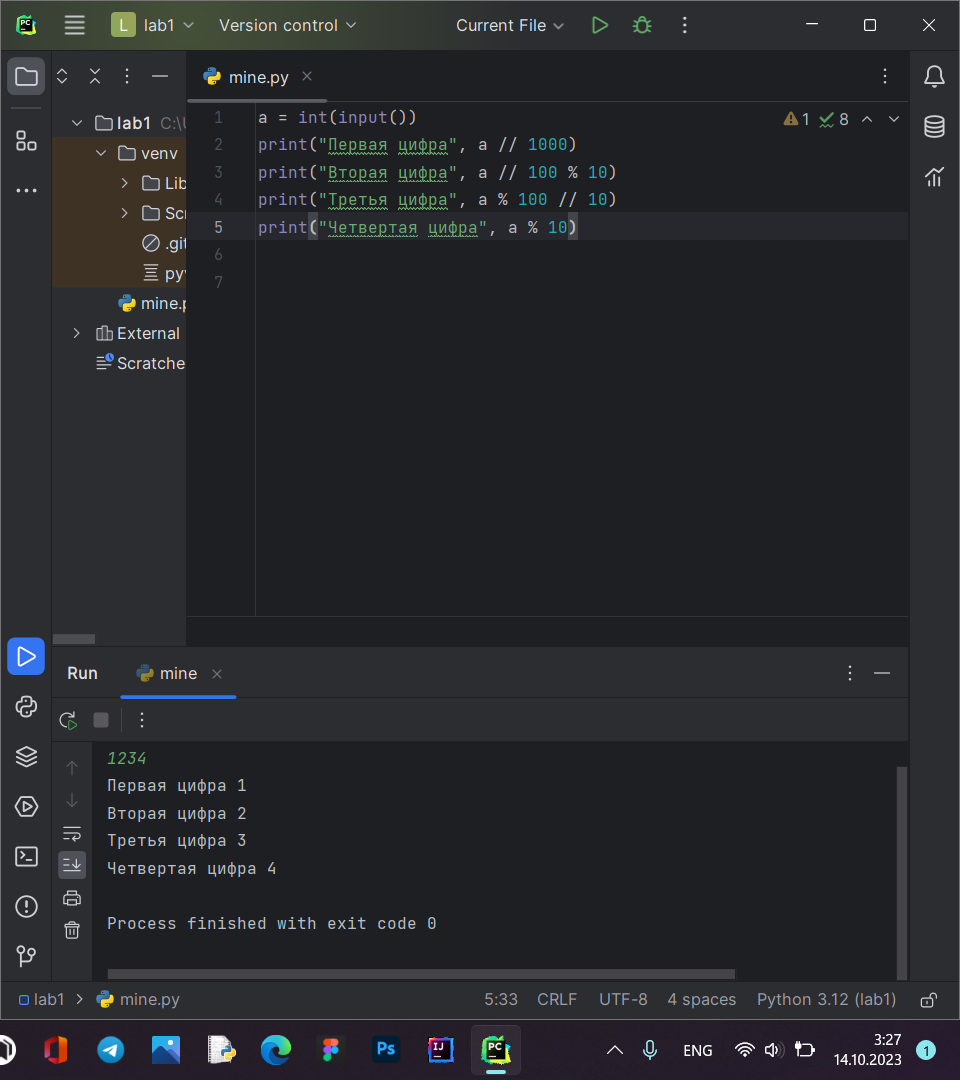 L lab1 Version control Current File
mine.py
lab1 C:\U
venv
Lib
Scr
.git
pyv
mine.p
External
Scratche
1 a = int(input())
2 print("Первая цифра", a // 1000)
3 print("Вторая цифра", a // 100 % 10)
4 print("Третья цифра", a % 100 // 10)
5 print("Четвертая цифра", a % 10)
6
7
1 8
Run mine
1234
Первая цифра 1
Вторая цифра 2
Третья цифра 3
Четвертая цифра 4
Process finished with exit code 0
lab1 mine.py 5:33 CRLF UTF-8 4 spaces Python 3.12 (lab1)
Ps IJ PC ENG 3:27
14.10.2023 1